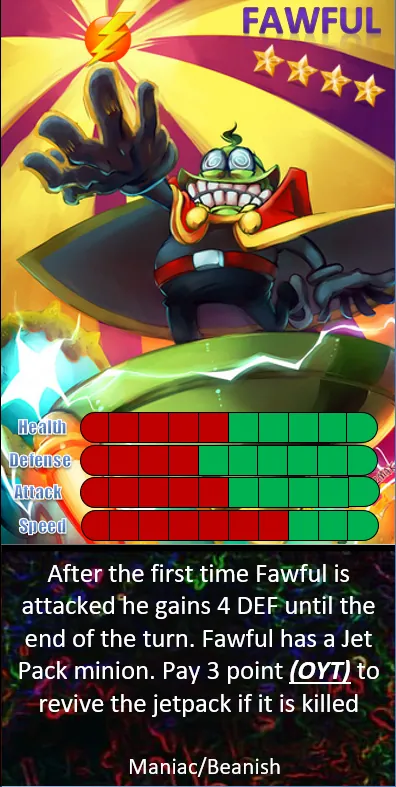 FAWFUL
Health
Defense
Attack
Speed
After the first time Fawful is
attacked he gains 4 DEF until the
end of the turn. Fawful has a Jet
Pack minion. Pay 3 point (OYT) to
revive the jetpack if it is killed
Maniac/Beanish